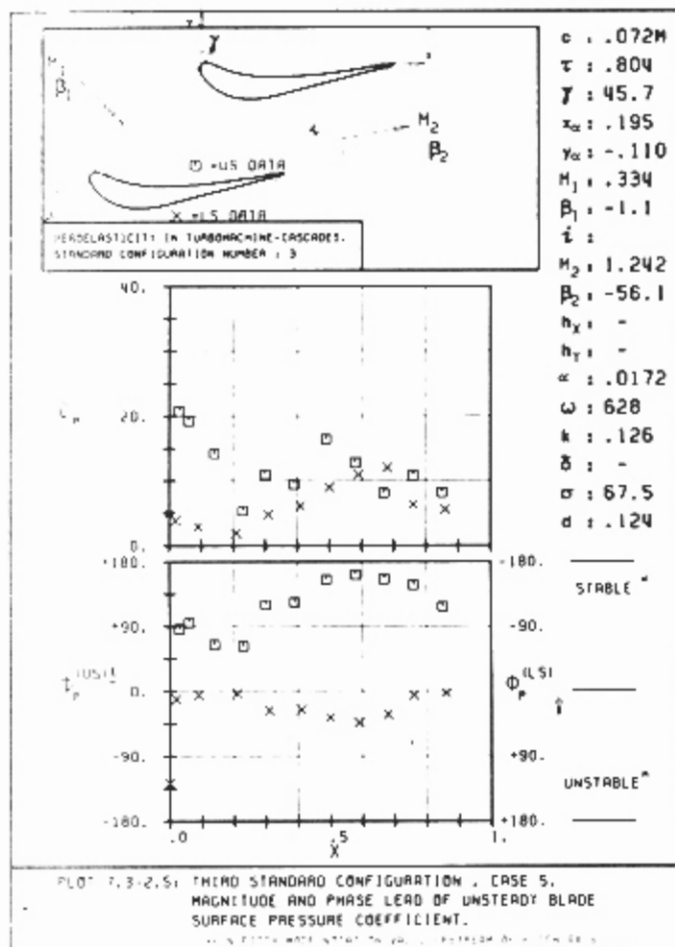 c : .072M
τ : .804
γ : 45.7
xα : .195
yα : -.110
M1 : .334
β1 : -1.1
i :
M2 : 1.242
β2 : -56.1
hX : -
hY : -
α : .0172
ω : 628
k : .126
δ : -
σ : 67.5
d : .124
γ
M1
β1
M2
β2
□ =US DATA
× =LS DATA
AEROELASTICITY IN TURBOMACHINE-CASCADES.
STANDARD CONFIGURATION NUMBER : 3
40.
20.
0.
+180.
+90.
0.
-90.
-180.
-180.
-90.
+90.
+180.
Φp(LS)
STABLE
UNSTABLE
.0 .5 1.
X
PLOT 7.3-2.5: THIRD STANDARD CONFIGURATION , CASE 5.
MAGNITUDE AND PHASE LEAD OF UNSTEADY BLADE
SURFACE PRESSURE COEFFICIENT.